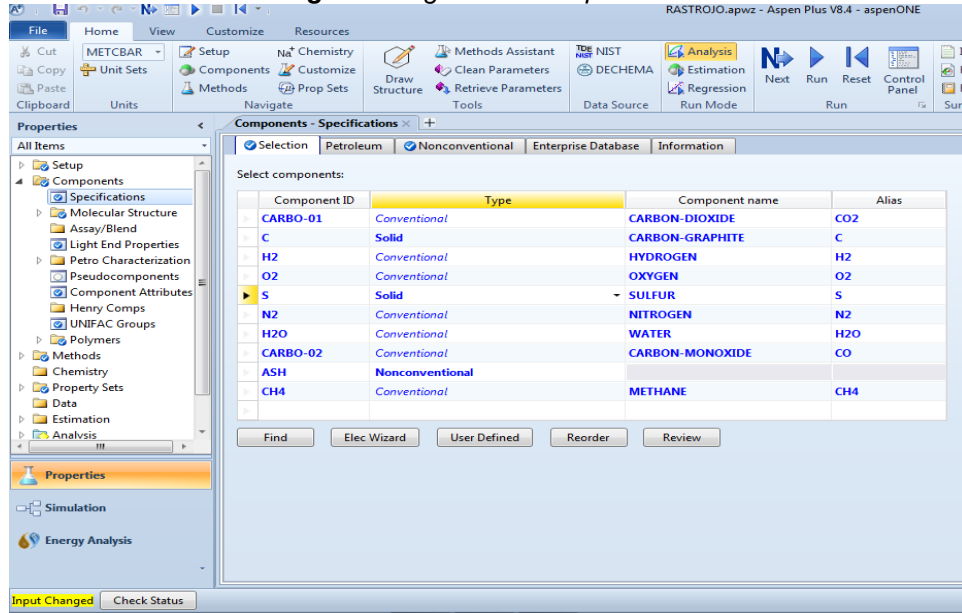 RASTROJO.apwz - Aspen Plus V8.4 - aspenONE
File Home View Customize Resources
Cut METCBAR Setup Na+ Chemistry Methods Assistant TDE NIST Analysis
Copy Unit Sets Components Customize Draw Structure Clean Parameters DECHEMA Estimation Next Run Reset Control Panel
Paste Methods Prop Sets Retrieve Parameters Regression
Clipboard Units Navigate Tools Data Source Run Mode Run
Properties
Components - Specifications × +
All Items
Selection Petroleum Nonconventional Enterprise Database Information
Setup
Components
Specifications
Molecular Structure
Assay/Blend
Light End Properties
Petro Characterization
Pseudocomponents
Component Attributes
Henry Comps
UNIFAC Groups
Polymers
Methods
Chemistry
Property Sets
Data
Estimation
Analysis
Select components:
Component ID Type Component name Alias
CARBO-01 Conventional CARBON-DIOXIDE CO2
C Solid CARBON-GRAPHITE C
H2 Conventional HYDROGEN H2
O2 Conventional OXYGEN O2
S Solid SULFUR S
N2 Conventional NITROGEN N2
H2O Conventional WATER H2O
CARBO-02 Conventional CARBON-MONOXIDE CO
ASH Nonconventional
CH4 Conventional METHANE CH4
Find Elec Wizard User Defined Reorder Review
Properties
Simulation
Energy Analysis
Input Changed Check Status